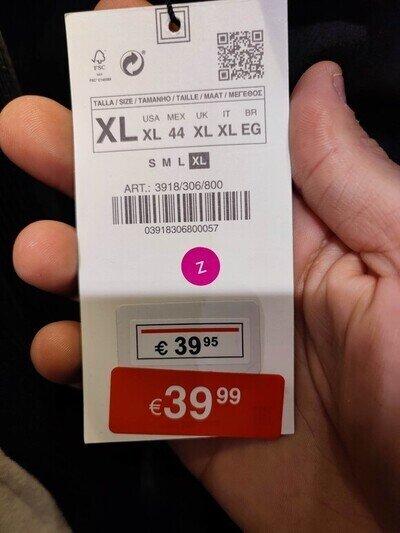 FSC
TALLA / SIZE / TAMANHO / TAILLE / MAAT / ΜΕΓΕΘΟΣ
XL USA XL MEX 44 UK XL IT XL BR EG
S M L XL
ART.: 3918/306/800
03918306800057
Z
€ 39 95
€39 99